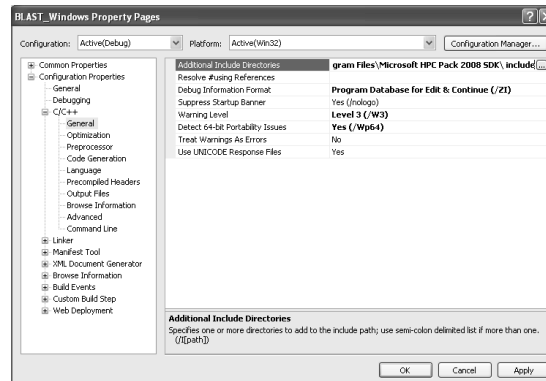 BLAST_Windows Property Pages
Configuration: Active(Debug) Platform: Active(Win32) Configuration Manager...
Common Properties
Configuration Properties
General
Debugging
C/C++
General
Optimization
Preprocessor
Code Generation
Language
Precompiled Headers
Output Files
Browse Information
Advanced
Command Line
Linker
Manifest Tool
XML Document Generator
Browse Information
Build Events
Custom Build Step
Web Deployment
Additional Include Directories gram Files\Microsoft HPC Pack 2008 SDK\ include ...
Resolve #using References
Debug Information Format Program Database for Edit & Continue (/ZI)
Suppress Startup Banner Yes (/nologo)
Warning Level Level 3 (/W3)
Detect 64-bit Portability Issues Yes (/Wp64)
Treat Warnings As Errors No
Use UNICODE Response Files Yes
Additional Include Directories
Specifies one or more directories to add to the include path; use semi-colon delimited list if more than one.
(/I[path])
OK Cancel Apply